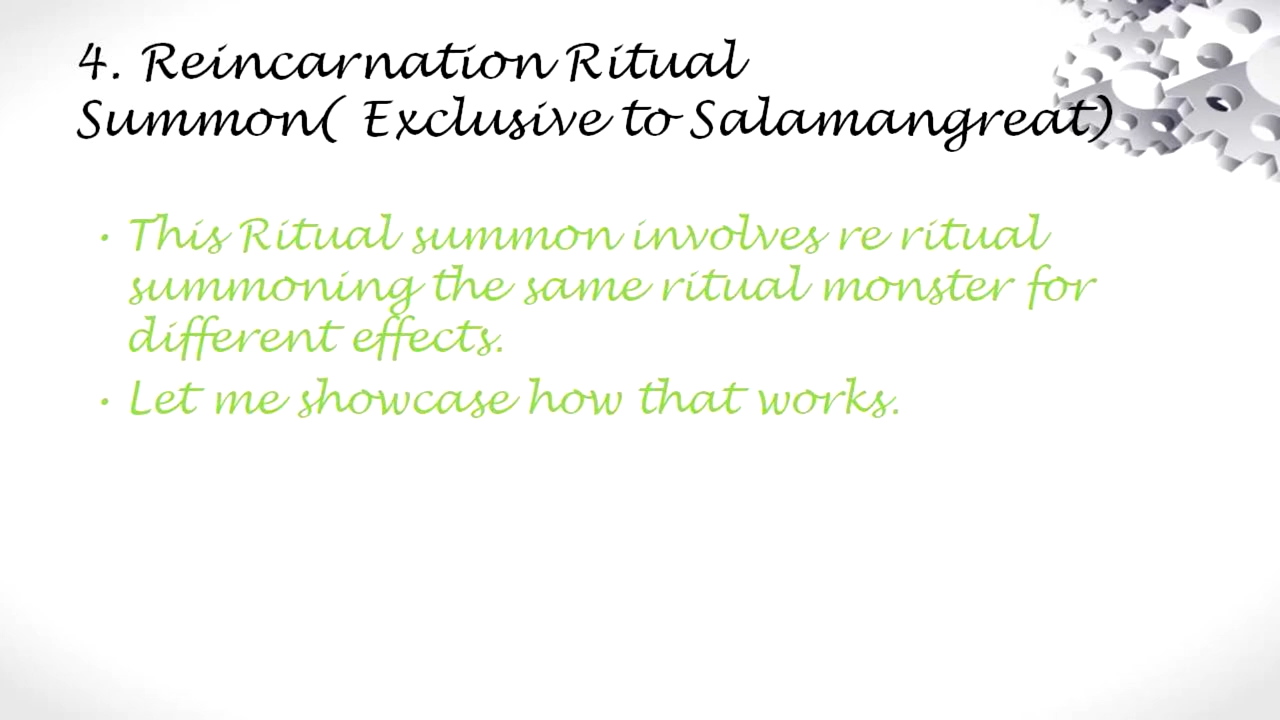 4. Reincarnation Ritual
Summon( Exclusive to Salamangreat)
• This Ritual summon involves re ritual
summoning the same ritual monster for
different effects.
• Let me showcase how that works.